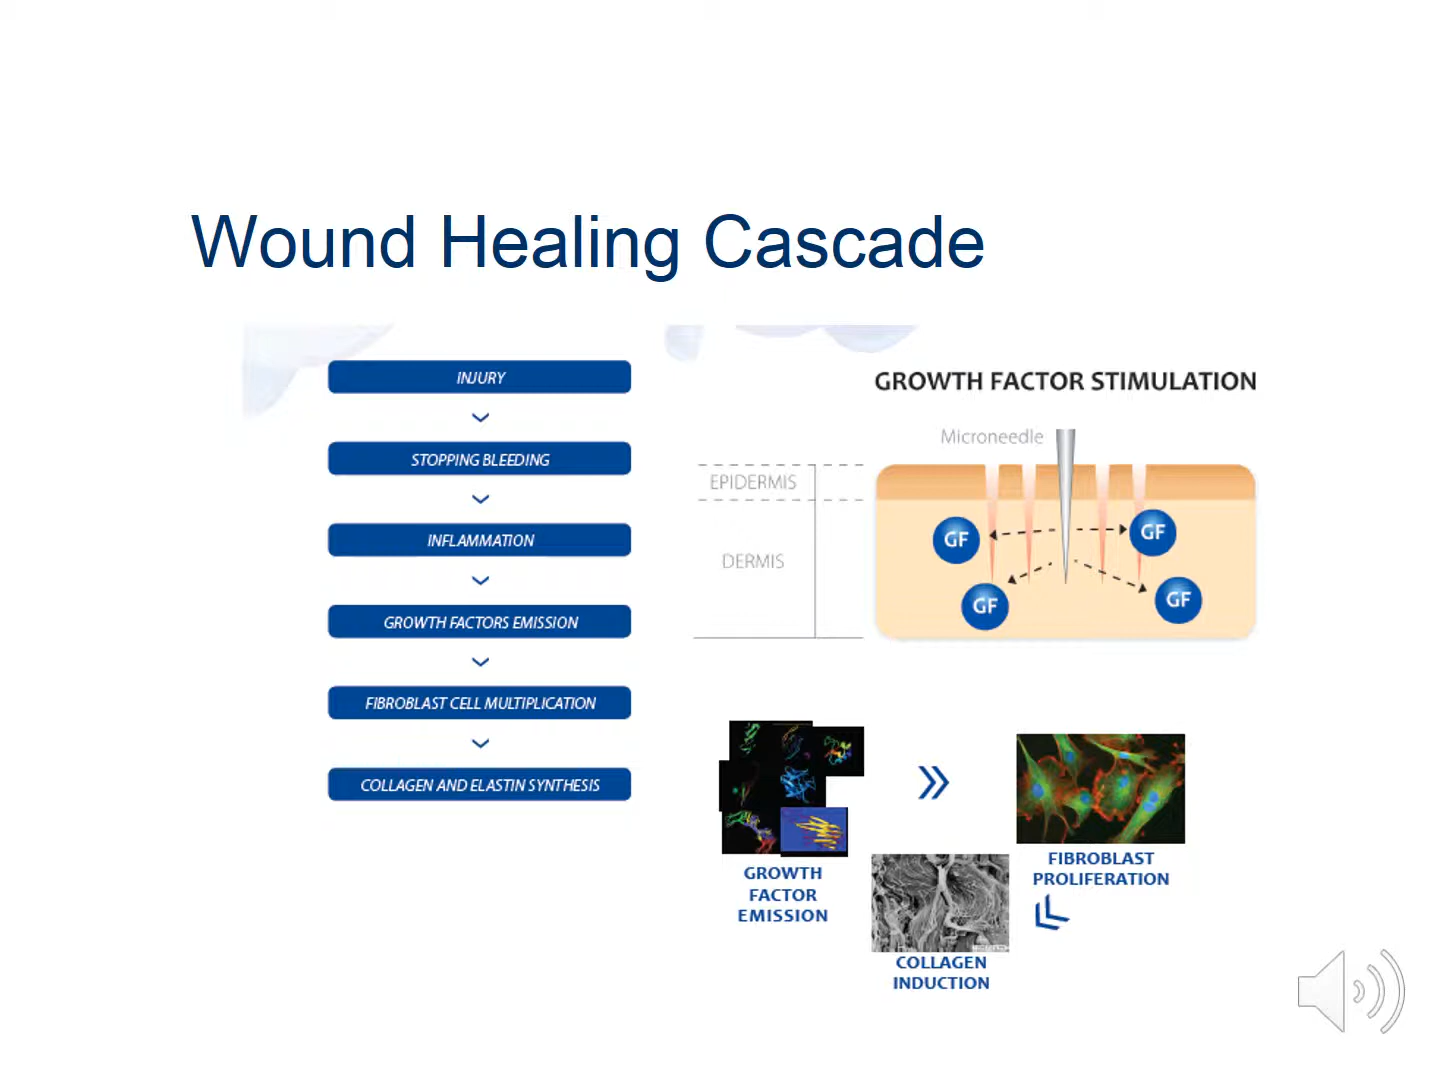 Wound Healing Cascade
INJURY
STOPPING BLEEDING
INFLAMMATION
GROWTH FACTORS EMISSION
FIBROBLAST CELL MULTIPLICATION
COLLAGEN AND ELASTIN SYNTHESIS
GROWTH FACTOR STIMULATION
Microneedle
EPIDERMIS
DERMIS
GF
GF
GF
GF
GROWTH
FACTOR
EMISSION
FIBROBLAST
PROLIFERATION
COLLAGEN
INDUCTION